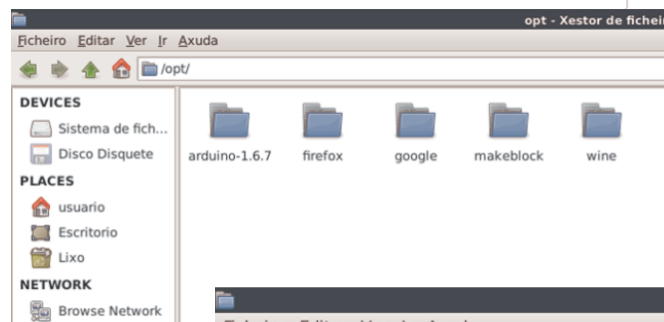 opt - Xestor de fichei
Ficheiro Editar Ver Ir Axuda
/opt/
DEVICES
Sistema de fich...
Disco Disquete
PLACES
usuario
Escritorio
Lixo
NETWORK
Browse Network
arduino-1.6.7 firefox google makeblock wine